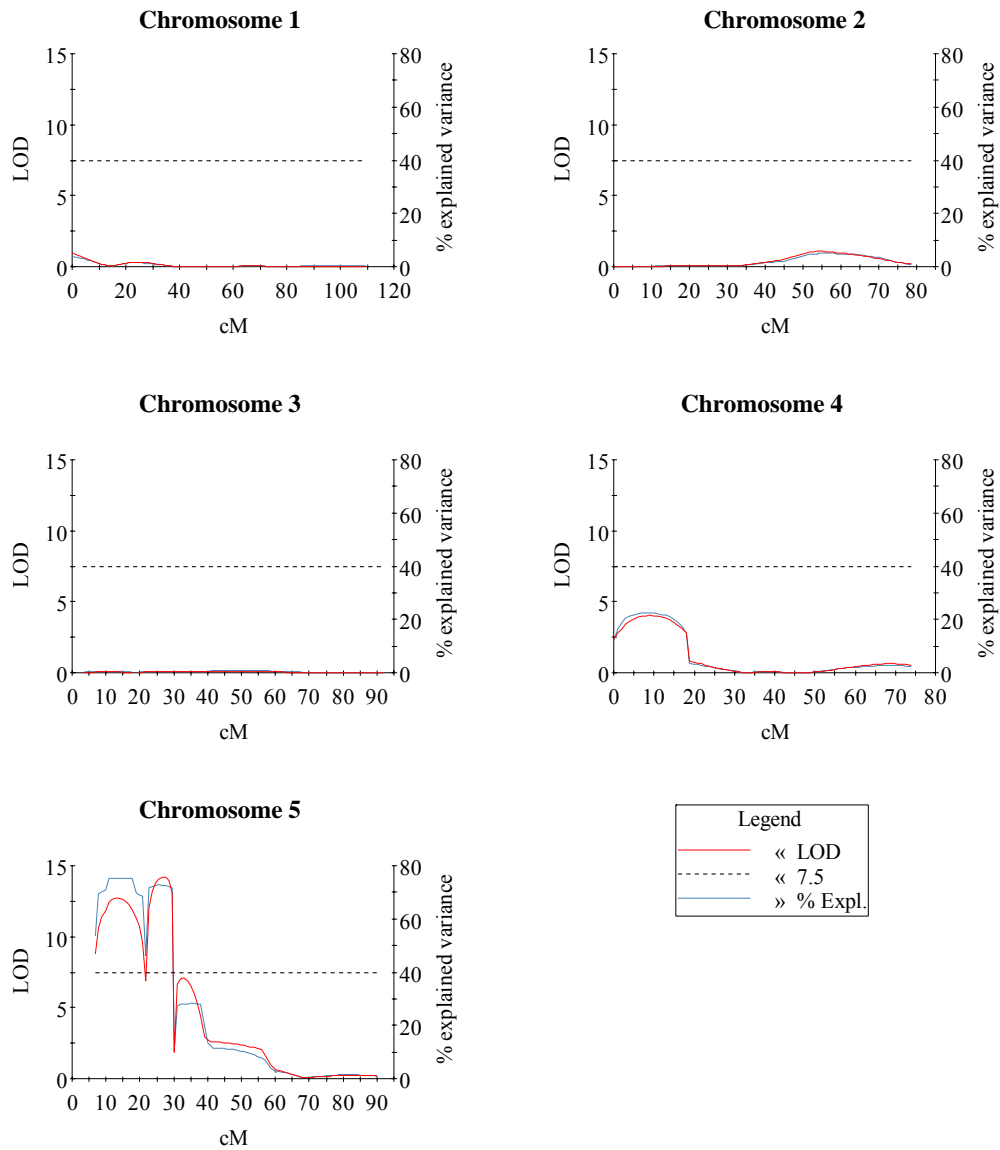 Chromosome 1
15
10
5
0
LOD
80
60
40
20
0
% explained variance
0 20 40 60 80 100 120
cM
Chromosome 2
15
10
5
0
LOD
80
60
40
20
0
% explained variance
0 10 20 30 40 50 60 70 80
cM
Chromosome 3
15
10
5
0
LOD
80
60
40
20
0
% explained variance
0 10 20 30 40 50 60 70 80 90
cM
Chromosome 4
15
10
5
0
LOD
80
60
40
20
0
% explained variance
0 10 20 30 40 50 60 70 80
cM
Chromosome 5
15
10
5
0
LOD
80
60
40
20
0
% explained variance
0 10 20 30 40 50 60 70 80 90
cM
Legend
« LOD
« 7.5
» % Expl.